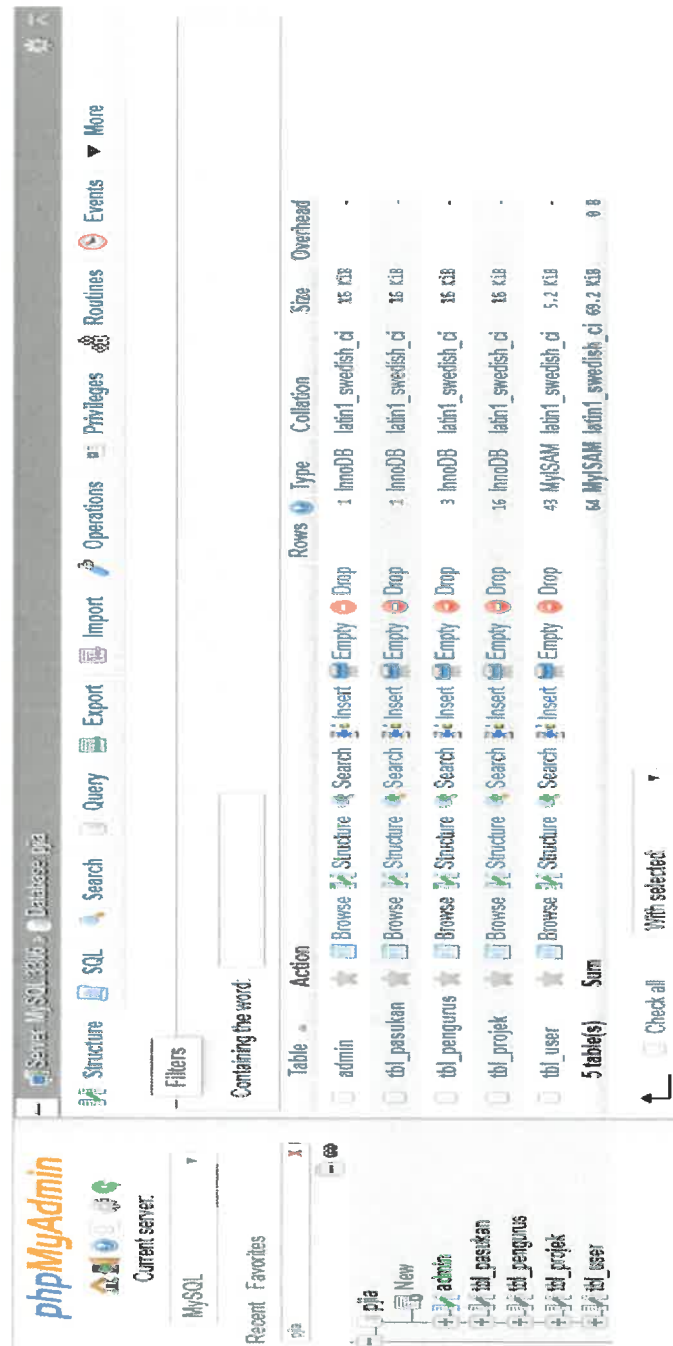 phpMyAdmin
Current server:
MySQL
Recent Favorites
pjia
pjia
New
admin
tbl_pasukan
tbl_pengurus
tbl_projek
tbl_user
Server: MySQL:3306 » Database: pjia
Structure SQL Search Query Export Import Operations Privileges Routines Events More
Filters
Containing the word:
Table Action Rows Type Collation Size Overhead
admin Browse Structure Search Insert Empty Drop 1 InnoDB latin1_swedish_ci 16 KiB -
tbl_pasukan Browse Structure Search Insert Empty Drop 1 InnoDB latin1_swedish_ci 16 KiB -
tbl_pengurus Browse Structure Search Insert Empty Drop 3 InnoDB latin1_swedish_ci 16 KiB -
tbl_projek Browse Structure Search Insert Empty Drop 16 InnoDB latin1_swedish_ci 16 KiB -
tbl_user Browse Structure Search Insert Empty Drop 43 MyISAM latin1_swedish_ci 5.2 KiB -
5 table(s) Sum 64 MyISAM latin1_swedish_ci 69.2 KiB 0 B
Check all With selected: